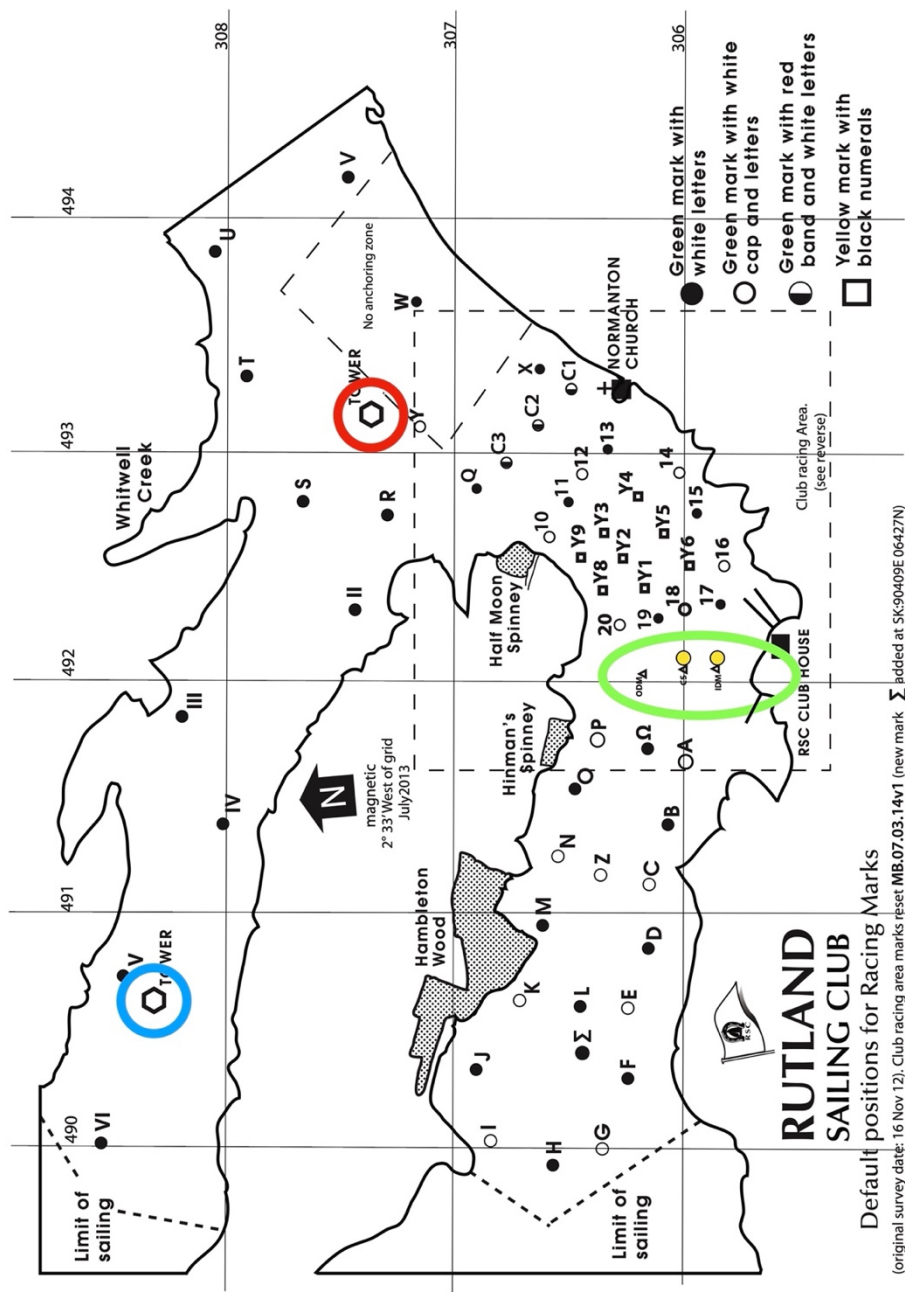 490
491
492
493
494
308
307
306
Limit of
sailing
VI
V
TOWER
IV
III
II
Whitwell
Creek
S
R
T
U
V
W
TOWER
No anchoring zone
Y
N
magnetic
2° 33' West of grid
July2013
Hambleton
Wood
Hinman's
Spinney
Half Moon
Spinney
Limit of
sailing
I
J
K
H
G
Σ
L
M
N
F
E
D
Z
C
B
O
P
Ω
A
ODM
CS
IDM
Q
C3
C2
X
C1
10
11
12
13
Y9
Y8
Y3
Y2
Y4
20
Y1
19
Y5
14
18
Y6
15
17
16
NORMANTON
CHURCH
RSC CLUB HOUSE
Club racing Area.
(see reverse)
Green mark with
white letters
Green mark with white
cap and letters
Green mark with red
band and white letters
Yellow mark with
black numerals
RSC
RUTLAND
SAILING CLUB
Default positions for Racing Marks
(original survey date: 16 Nov 12). Club racing area marks reset MB.07.03.14v1 (new mark Σ added at SK:90409E 06427N)